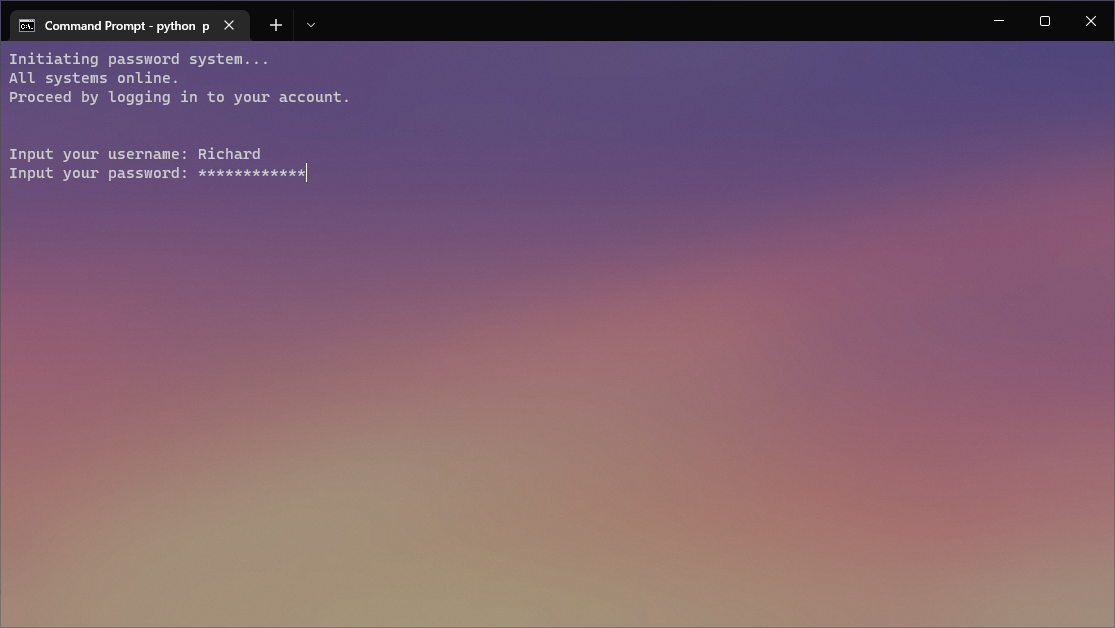 Command Prompt - python p
Initiating password system...
All systems online.
Proceed by logging in to your account.
Input your username: Richard
Input your password: ************